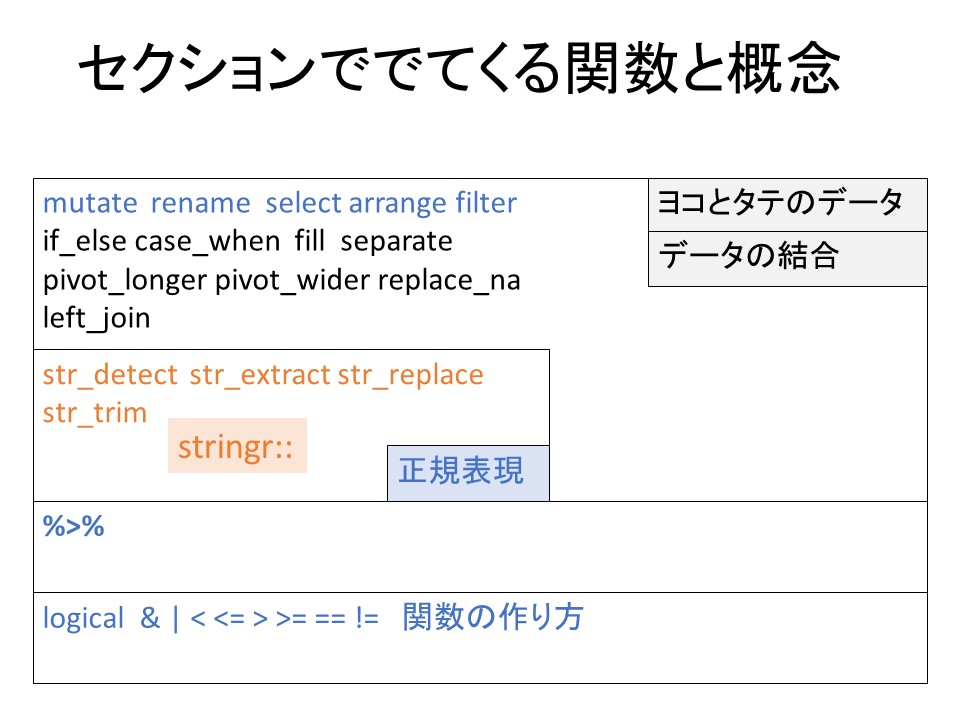 セクションででてくる関数と概念
mutate rename select arrange filter
if_else case_when fill separate
pivot_longer pivot_wider replace_na
left_join
ヨコとタテのデータ
データの結合
str_detect str_extract str_replace
str_trim
stringr::
正規表現
%>%
logical & | < <= > >= == != 関数の作り方